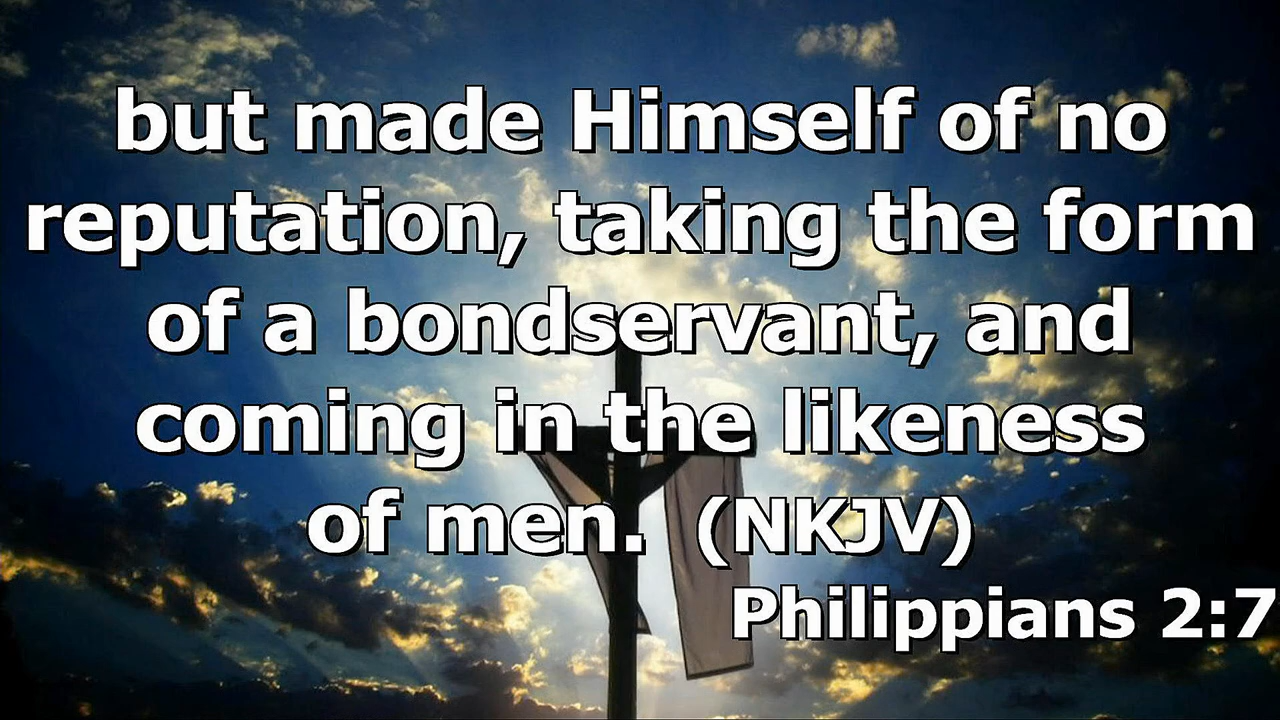 but made Himself of no
reputation, taking the form
of a bondservant, and
coming in the likeness
of men. (NKJV)
Philippians 2:7